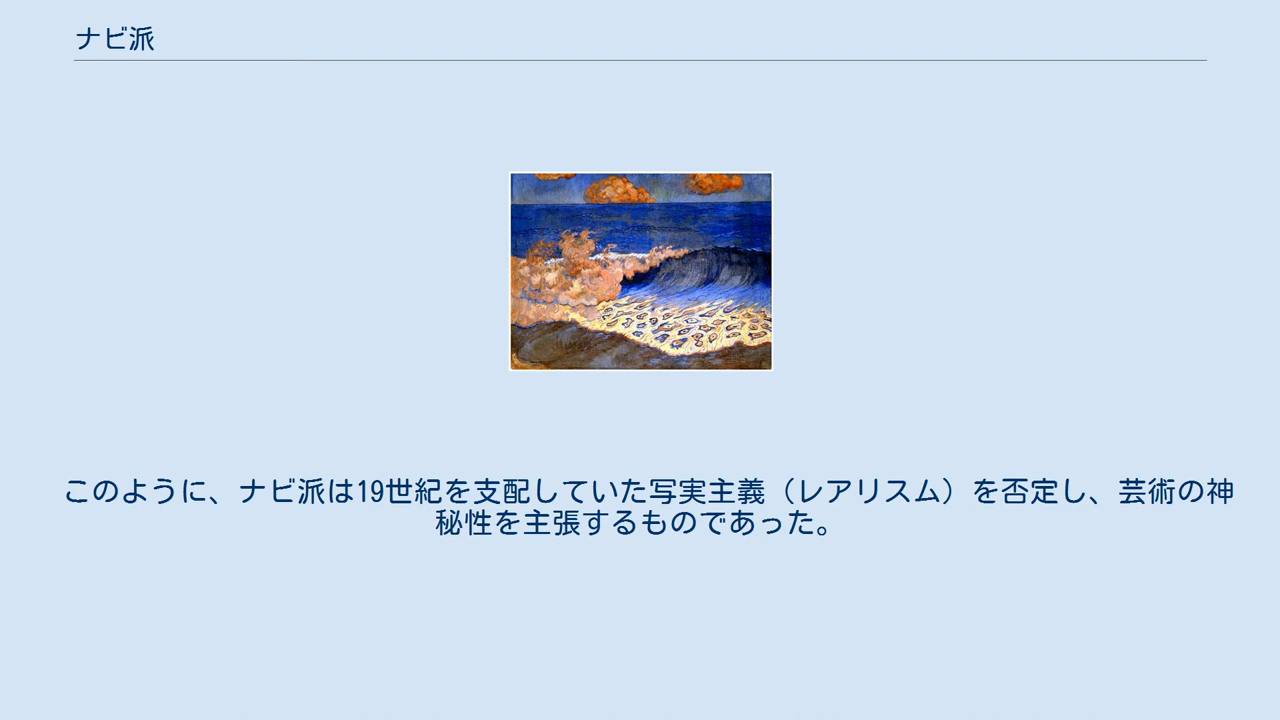 ナビ派
このように、ナビ派は19世紀を支配していた写実主義（レアリスム）を否定し、芸術の神
秘性を主張するものであった。